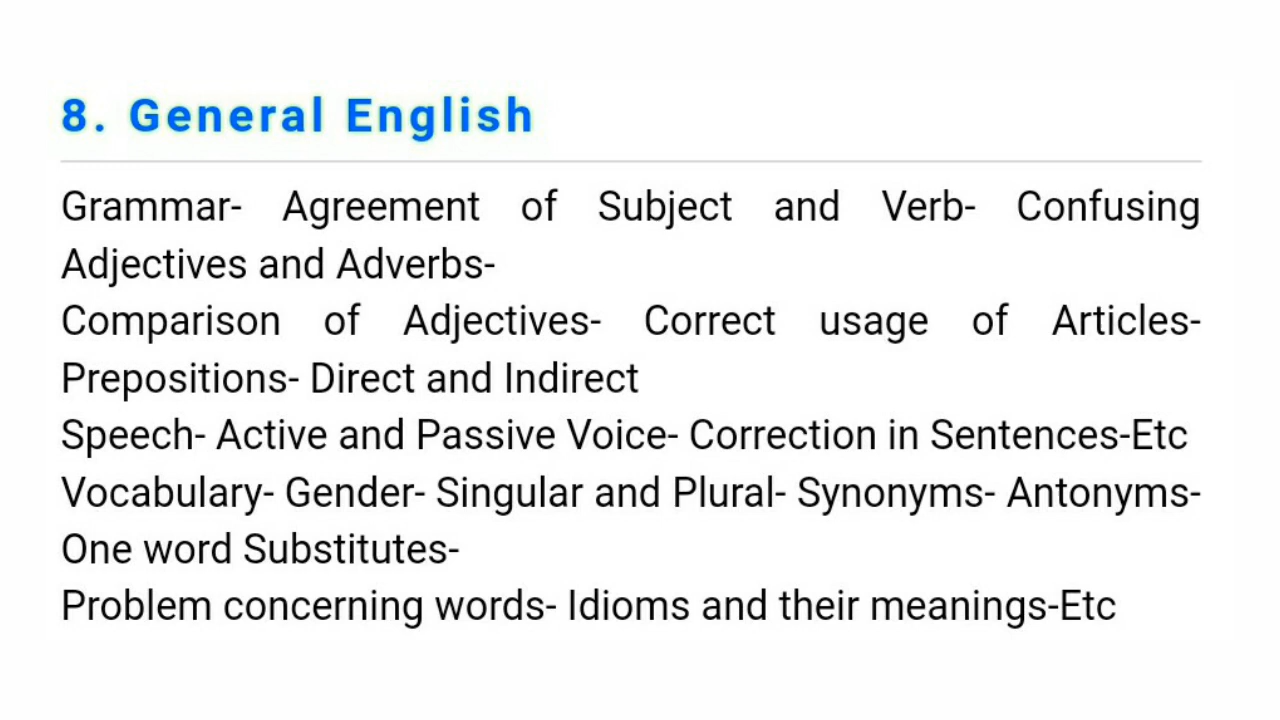 8. General English
Grammar- Agreement of Subject and Verb- Confusing
Adjectives and Adverbs-
Comparison of Adjectives- Correct usage of Articles-
Prepositions- Direct and Indirect
Speech- Active and Passive Voice- Correction in Sentences-Etc
Vocabulary- Gender- Singular and Plural- Synonyms- Antonyms-
One word Substitutes-
Problem concerning words- Idioms and their meanings-Etc